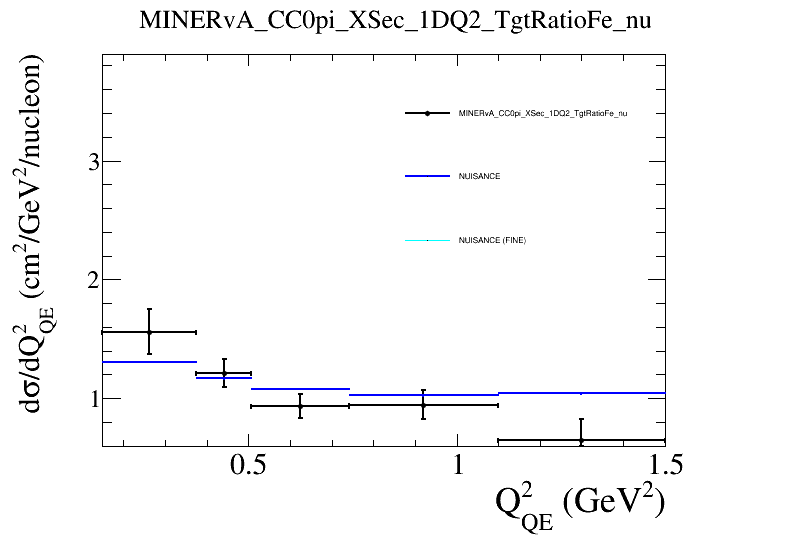 MINERvA_CC0pi_XSec_1DQ2_TgtRatioFe_nu
dσ/dQ²_QE (cm²/GeV²/nucleon)
3
2
1
MINERvA_CC0pi_XSec_1DQ2_TgtRatioFe_nu
NUISANCE
NUISANCE (FINE)
0.5 1 1.5
Q²_QE (GeV²)